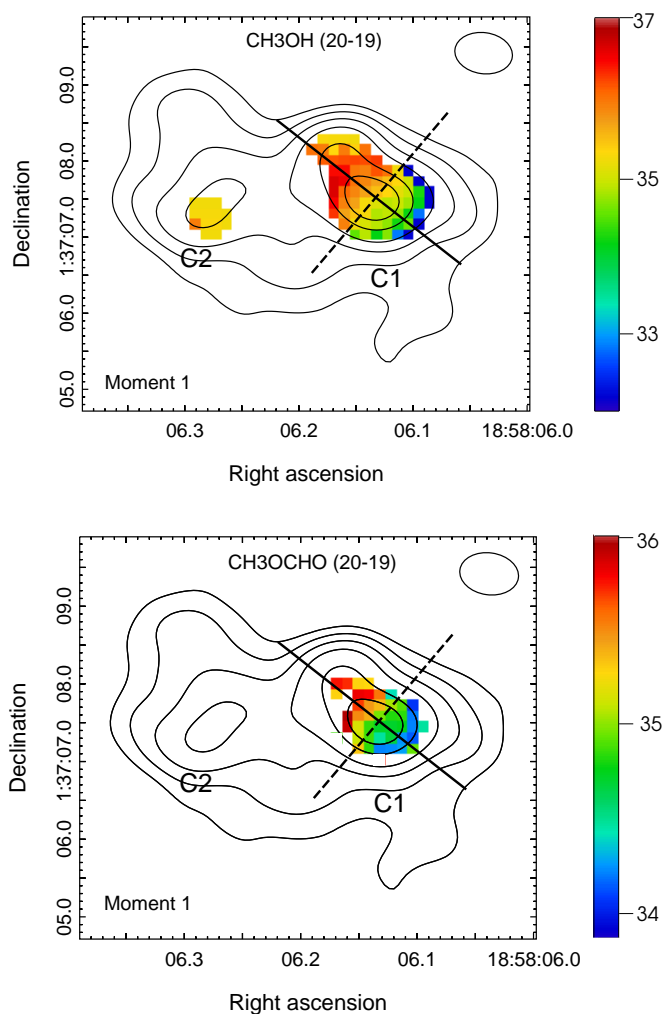 CH3OH (20-19)
37
09.0
08.0
35
Declination
1:37:07.0
C2
C1
06.0
33
Moment 1
05.0
06.3
06.2
06.1
18:58:06.0
Right ascension
36
CH3OCHO (20-19)
09.0
08.0
35
Declination
1:37:07.0
C2
C1
06.0
34
Moment 1
05.0
06.3
06.2
06.1
18:58:06.0
Right ascension